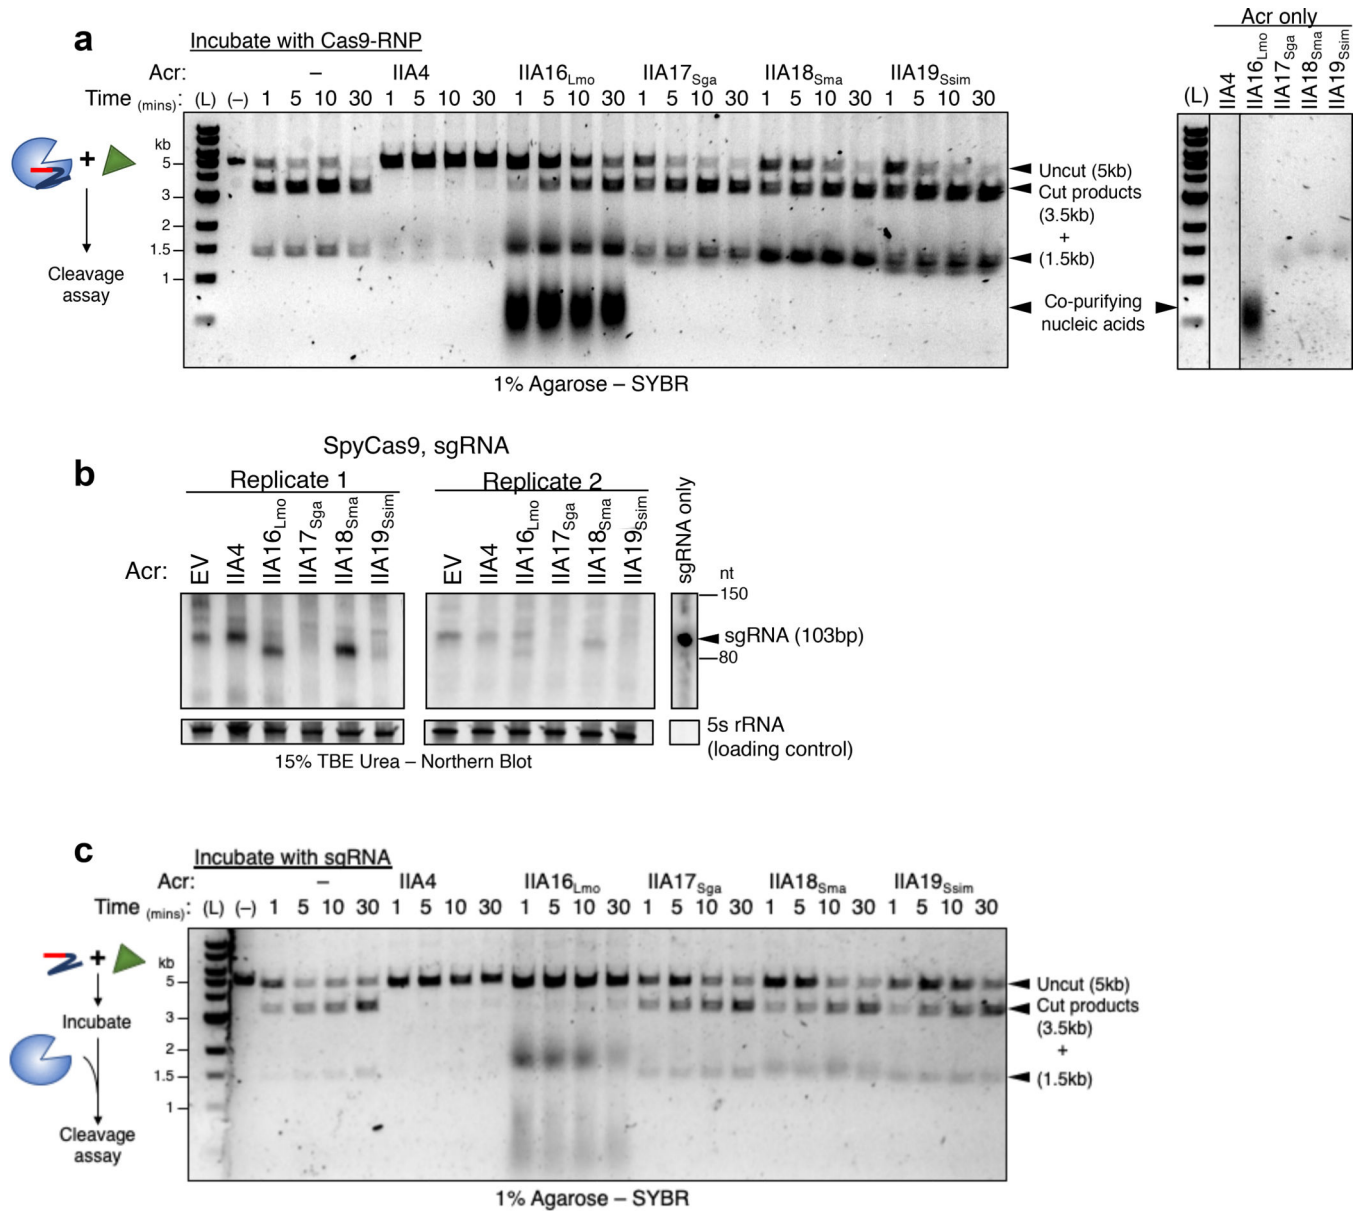 a
Incubate with Cas9-RNP
Acr: – IIA4 IIA16Lmo IIA17Sga IIA18Sma IIA19Ssim
Time (mins): (L) (–) 1 5 10 30 1 5 10 30 1 5 10 30 1 5 10 30 1 5 10 30 1 5 10 30
kb
5
3
2
1.5
1
+
Cleavage
assay
Uncut (5kb)
Cut products
(3.5kb)
+
(1.5kb)
Co-purifying
nucleic acids
1% Agarose – SYBR
Acr only
(L) IIA4 IIA16Lmo IIA17Sga IIA18Sma IIA19Ssim
b
SpyCas9, sgRNA
Replicate 1 Replicate 2
Acr: EV IIA4 IIA16Lmo IIA17Sga IIA18Sma IIA19Ssim EV IIA4 IIA16Lmo IIA17Sga IIA18Sma IIA19Ssim sgRNA only
nt
150
sgRNA (103bp)
80
5s rRNA
(loading control)
15% TBE Urea – Northern Blot
c
Incubate with sgRNA
Acr: – IIA4 IIA16Lmo IIA17Sga IIA18Sma IIA19Ssim
Time (mins): (L) (–) 1 5 10 30 1 5 10 30 1 5 10 30 1 5 10 30 1 5 10 30 1 5 10 30
kb
5
3
2
1.5
1
+
Incubate
Cleavage
assay
Uncut (5kb)
Cut products
(3.5kb)
+
(1.5kb)
1% Agarose – SYBR